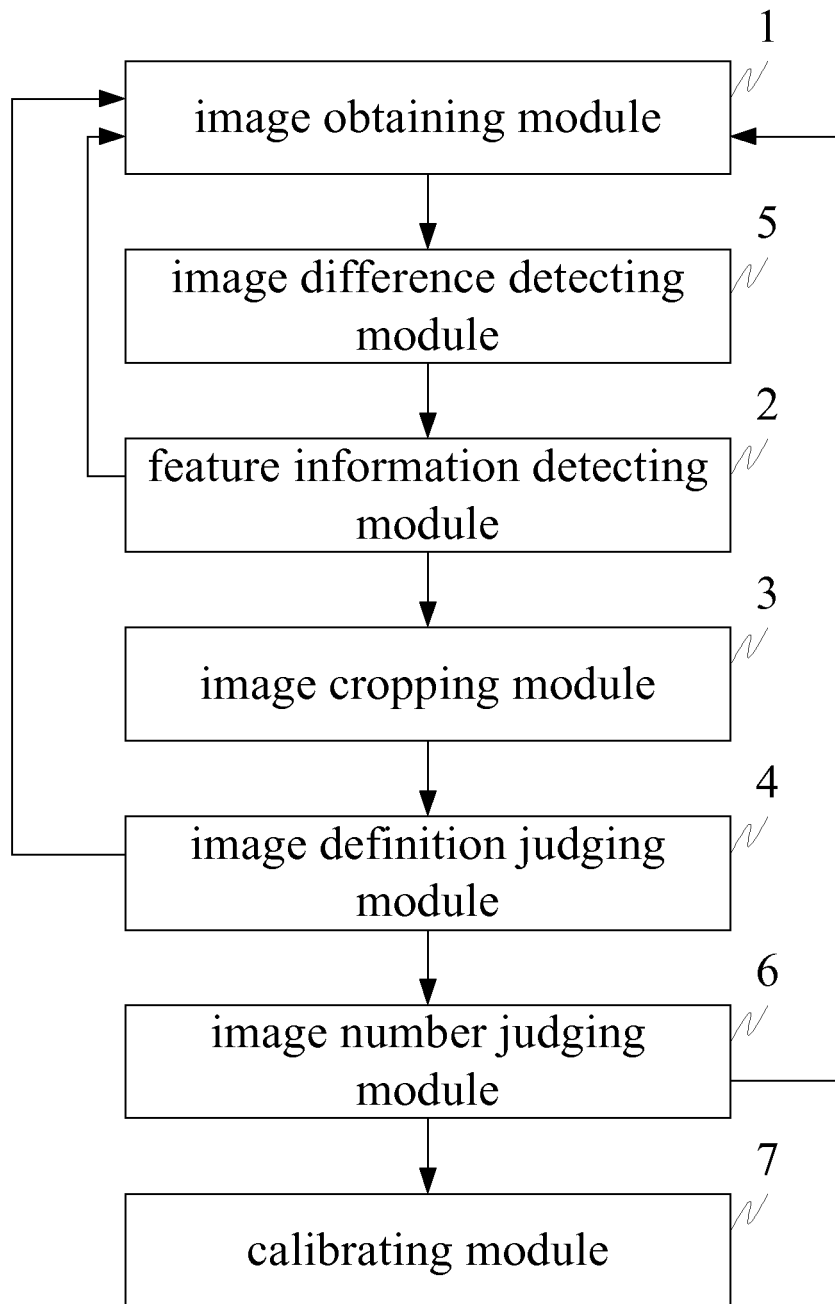 1
image obtaining module
5
image difference detecting
module
2
feature information detecting
module
3
image cropping module
4
image definition judging
module
6
image number judging
module
7
calibrating module